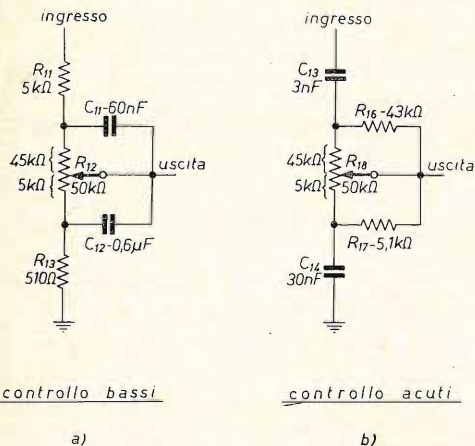 ingresso
R11
5kΩ
C11-60nF
45kΩ
R12
5kΩ
50kΩ
uscita
C12-0,6µF
R13
510Ω
controllo bassi
a)
ingresso
C13
3nF
R16-43kΩ
45kΩ
R18
5kΩ
50kΩ
uscita
R17-5,1kΩ
C14
30nF
controllo acuti
b)